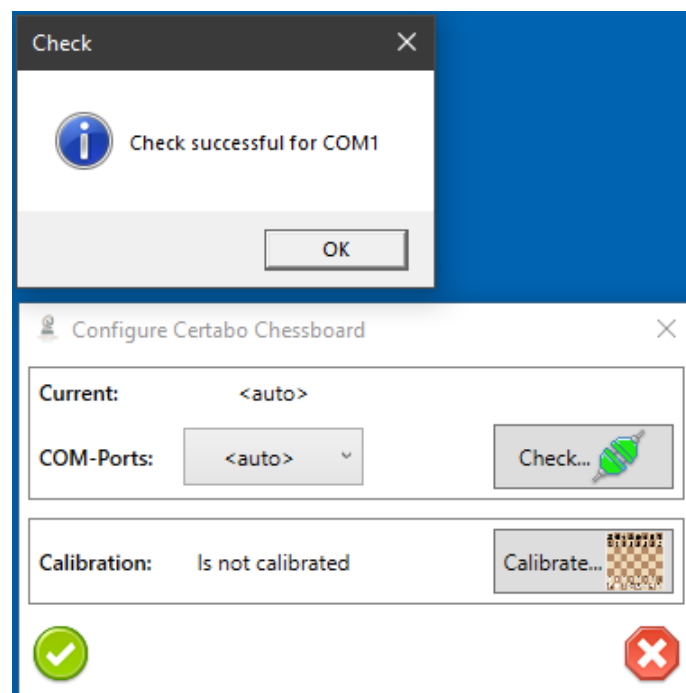 Check
Check successful for COM1
OK
Configure Certabo Chessboard
Current: <auto>
COM-Ports: <auto>
Check...
Calibration: Is not calibrated
Calibrate...